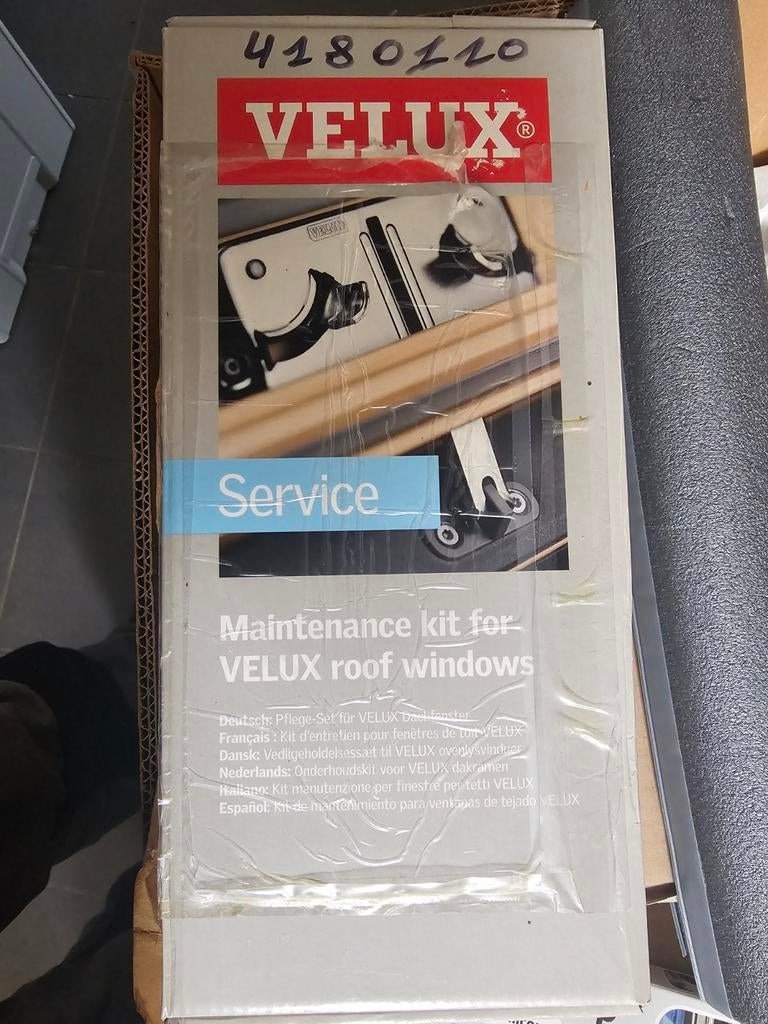 4180110
VELUX®
VELUX
Service
Maintenance kit for
VELUX roof windows
Deutsch: Pflege-Set für VELUX Dachfenster
Français : Kit d'entretien pour fenêtres de toit VELUX
Dansk: Vedligeholdelsessæt til VELUX ovenlysvinduer
Nederlands: Onderhoudskit voor VELUX dakramen
Italiano: Kit manutenzione per finestre per tetti VELUX
Español: Kit de mantenimiento para ventanas de tejado VELUX